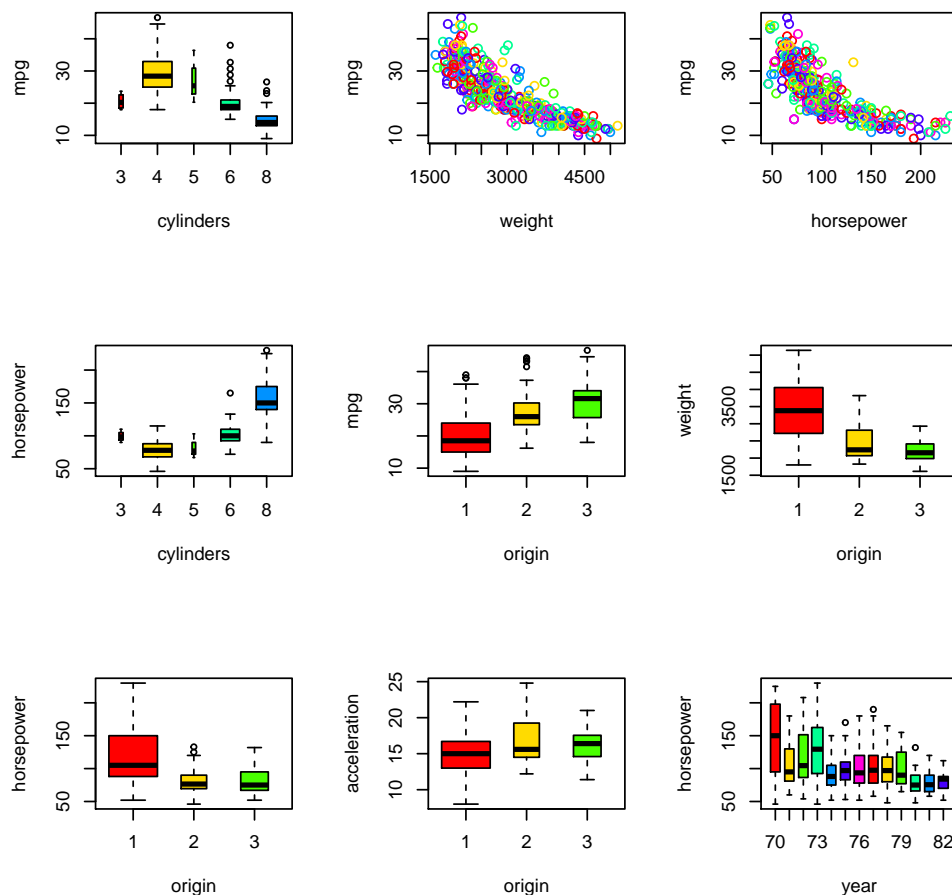 mpg
10 30
3 4 5 6 8
cylinders
mpg
10 30
1500 3000 4500
weight
mpg
10 30
50 100 150 200
horsepower
horsepower
50 150
3 4 5 6 8
cylinders
mpg
10 30
1 2 3
origin
weight
1500 3500
1 2 3
origin
horsepower
50 150
1 2 3
origin
acceleration
10 15 20 25
1 2 3
origin
horsepower
50 150
70 73 76 79 82
year